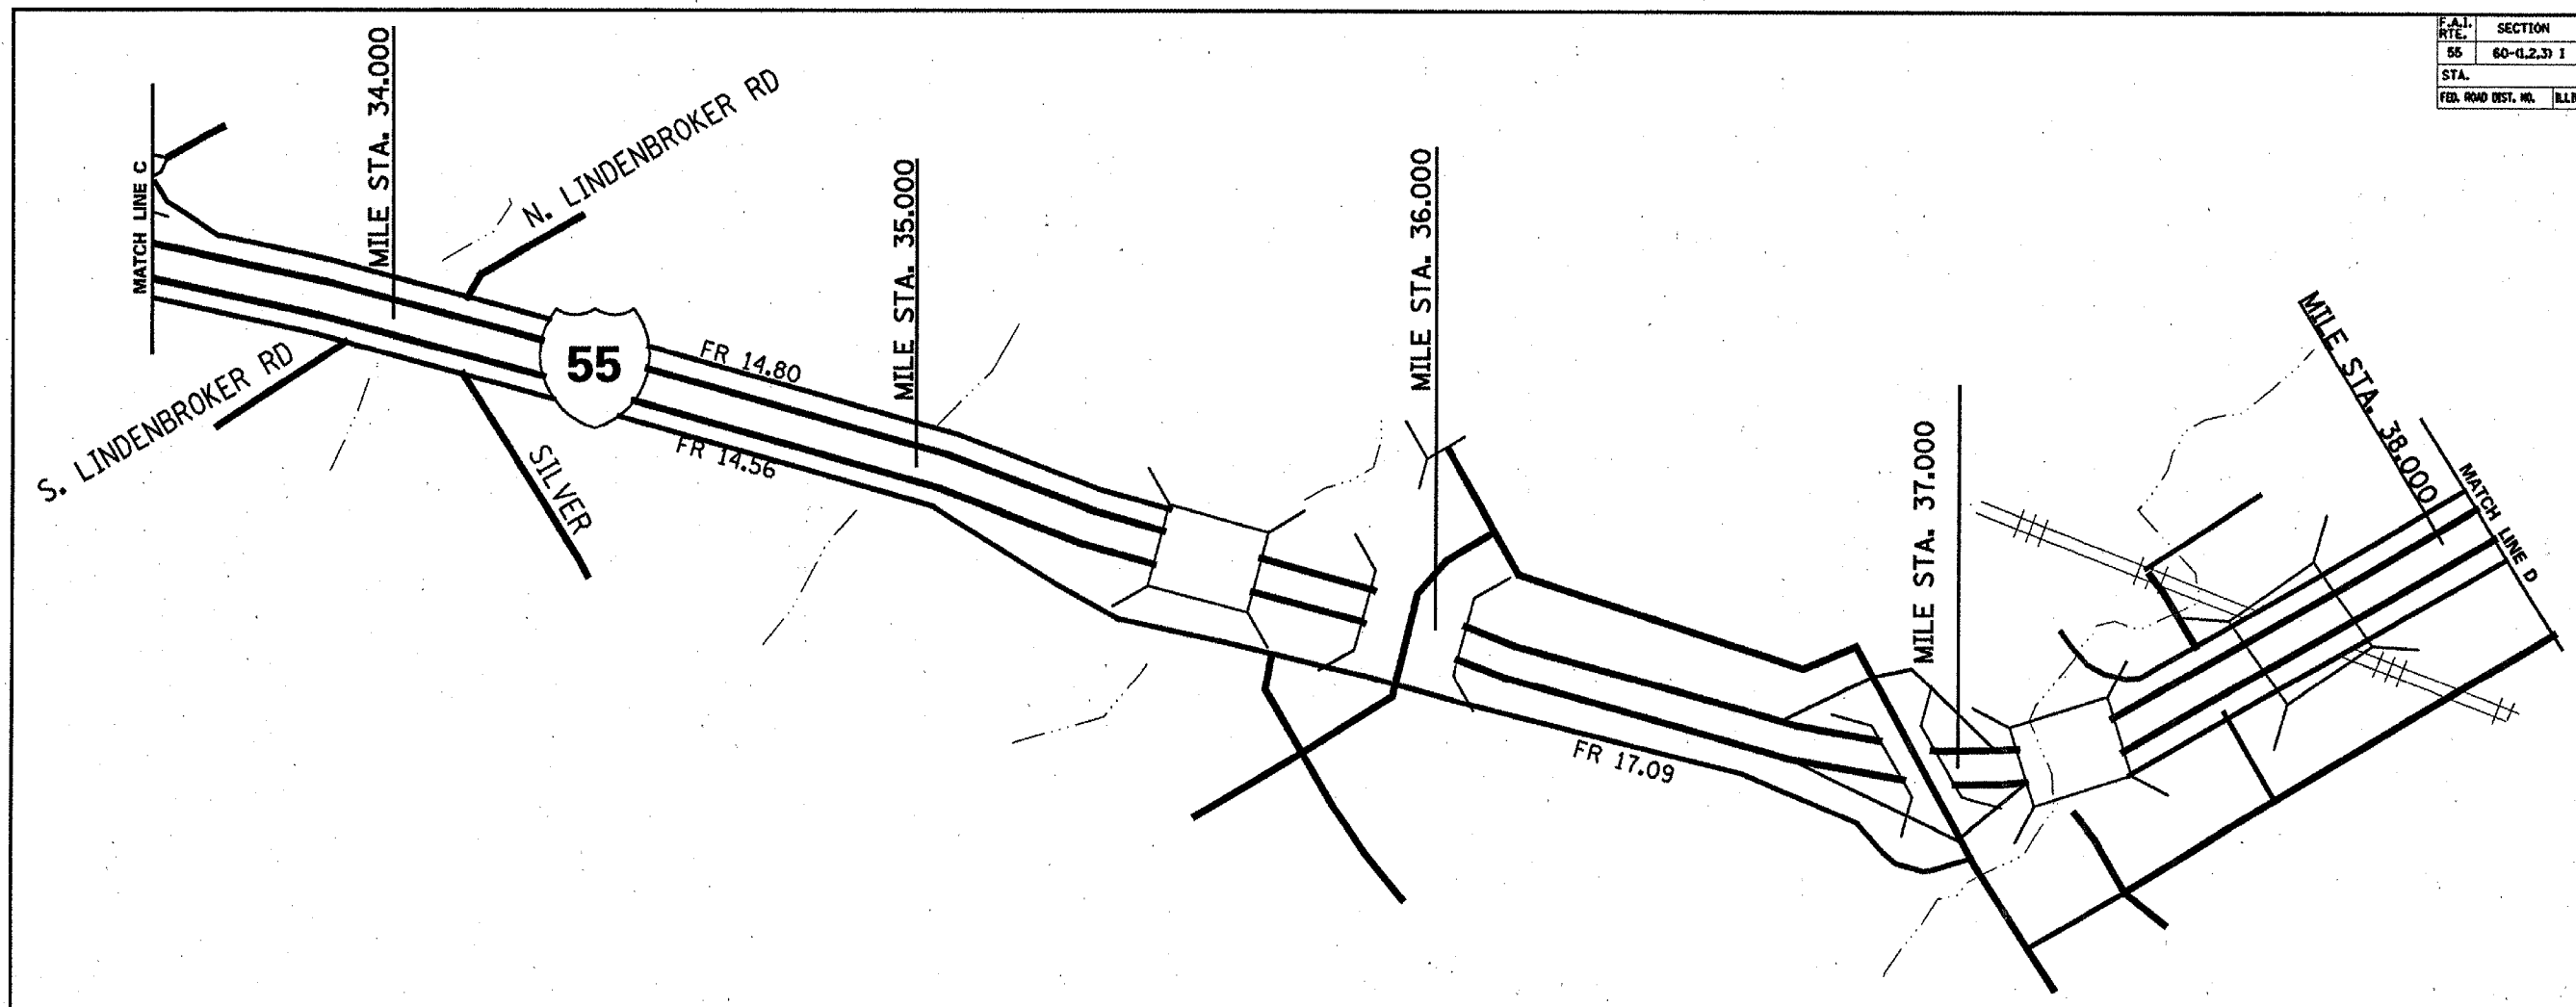 F.A.I. RTE. SECTION
55 60-(1,2,3) I
STA.
FED. ROAD DIST. NO.
MATCH LINE C
MILE STA. 34.000
N. LINDENBROKER RD
S. LINDENBROKER RD
SILVER
55
FR 14.80
FR 14.56
MILE STA. 35.000
MILE STA. 36.000
FR 17.09
MILE STA. 37.000
MILE STA. 38.000
MATCH LINE D